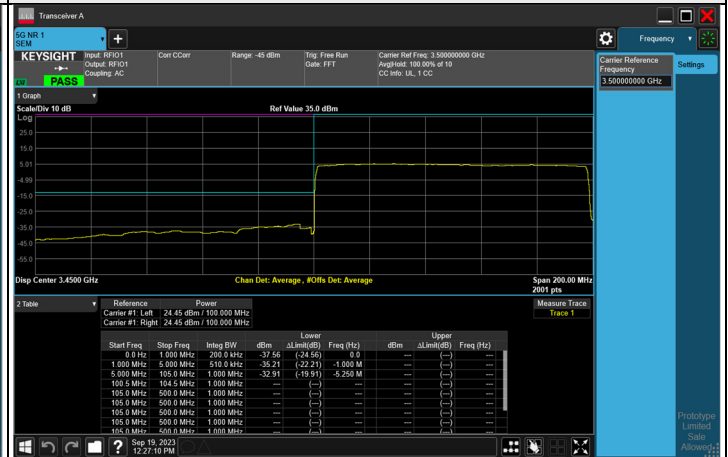 Transceiver A
5G NR 1
SEM
+
Frequency
KEYSIGHT Input: RFIO1 Corr CCorr Range: -45 dBm Trig: Free Run Carrier Ref Freq: 3.500000000 GHz
Output: RFIO1 Gate: FFT Avg|Hold: 100.00% of 10
Coupling: AC CC Info: UL, 1 CC
LXI PASS
Carrier Reference
Frequency
3.500000000 GHz
Settings
1 Graph
Scale/Div 10 dB Ref Value 35.0 dBm
Log
25.0
15.0
5.01
-4.99
-15.0
-25.0
-35.0
-45.0
-55.0
Disp Center 3.4500 GHz Chan Det: Average, #Offs Det: Average Span 200.00 MHz
2001 pts
2 Table Reference Power Measure Trace
Carrier #1: Left 24.45 dBm / 100.000 MHz Trace 1
Carrier #1: Right 24.45 dBm / 100.000 MHz
Lower Upper
Start Freq Stop Freq Integ BW dBm ΔLimit(dB) Freq (Hz) dBm ΔLimit(dB) Freq (Hz)
0.0 Hz 1.000 MHz 200.0 kHz -37.56 (-24.56) 0.0 --- (---) ---
1.000 MHz 5.000 MHz 510.0 kHz -35.21 (-22.21) -1.000 M --- (---) ---
5.000 MHz 105.0 MHz 1.000 MHz -32.91 (-19.91) -5.250 M --- (---) ---
100.5 MHz 104.5 MHz 1.000 MHz --- (---) --- --- (---) ---
105.0 MHz 500.0 MHz 1.000 MHz --- (---) --- --- (---) ---
105.0 MHz 500.0 MHz 1.000 MHz --- (---) --- --- (---) ---
105.0 MHz 500.0 MHz 1.000 MHz --- (---) --- --- (---) ---
105.0 MHz 500.0 MHz 1.000 MHz --- (---) --- --- (---) ---
Prototype
Limited
Sale
Allowed
? Sep 19, 2023
12:27:10 PM